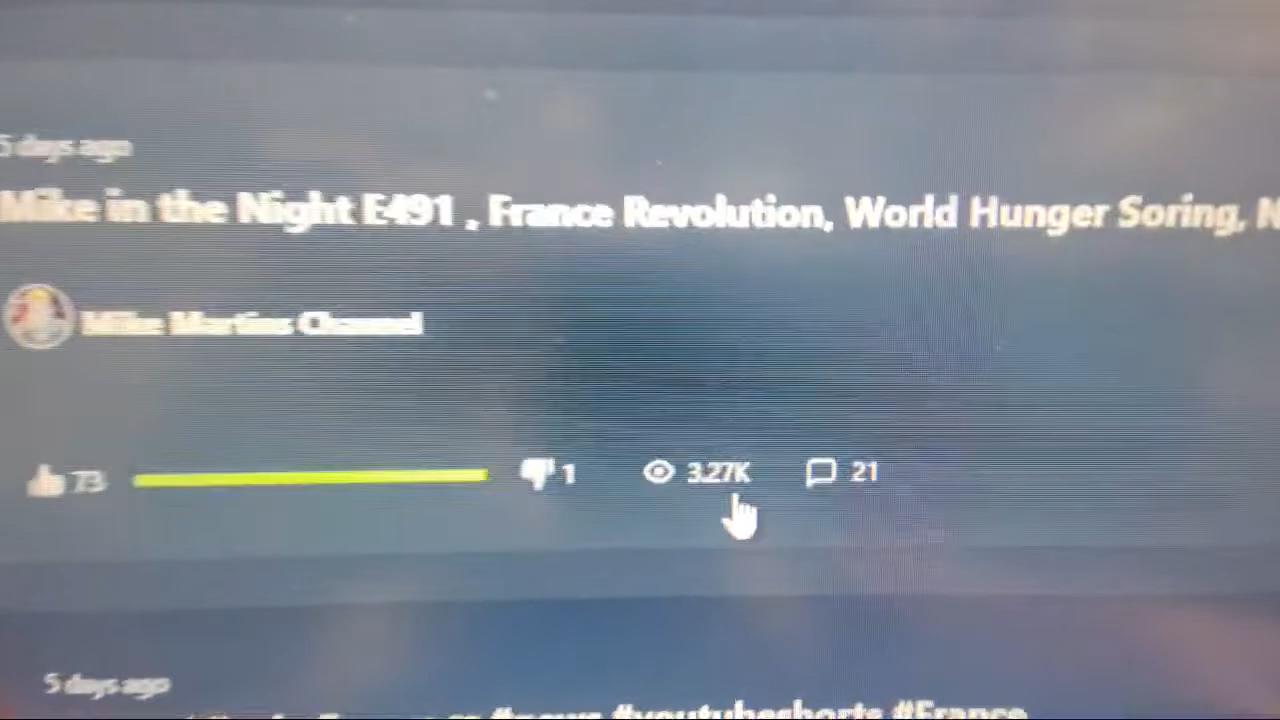 5 days ago
Mike in the Night E491 , France Revolution, World Hunger Soring, N
Mike Martins Channel
73 1 3.27K 21
5 days ago
#news #youtubeshorts #France